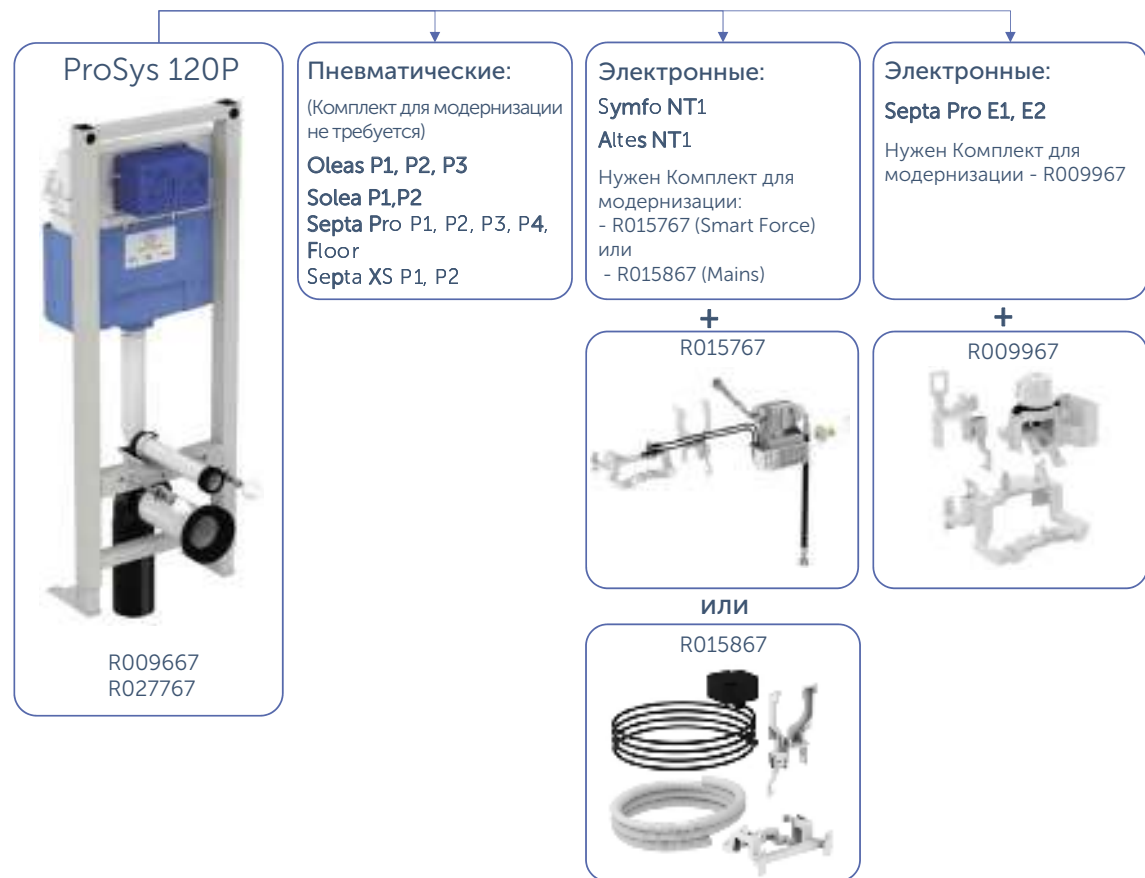 ProSys 120P
R009667
R027767
Пневматические:
(Комплект для модернизации
не требуется)
Oleas P1, P2, P3
Solea P1,P2
Septa Pro P1, P2, P3, P4,
Floor
Septa XS P1, P2
Электронные:
Symfo NT1
Altes NT1
Нужен Комплект для
модернизации:
- R015767 (Smart Force)
или
- R015867 (Mains)
+
R015767
или
R015867
Электронные:
Septa Pro E1, E2
Нужен Комплект для
модернизации - R009967
+
R009967